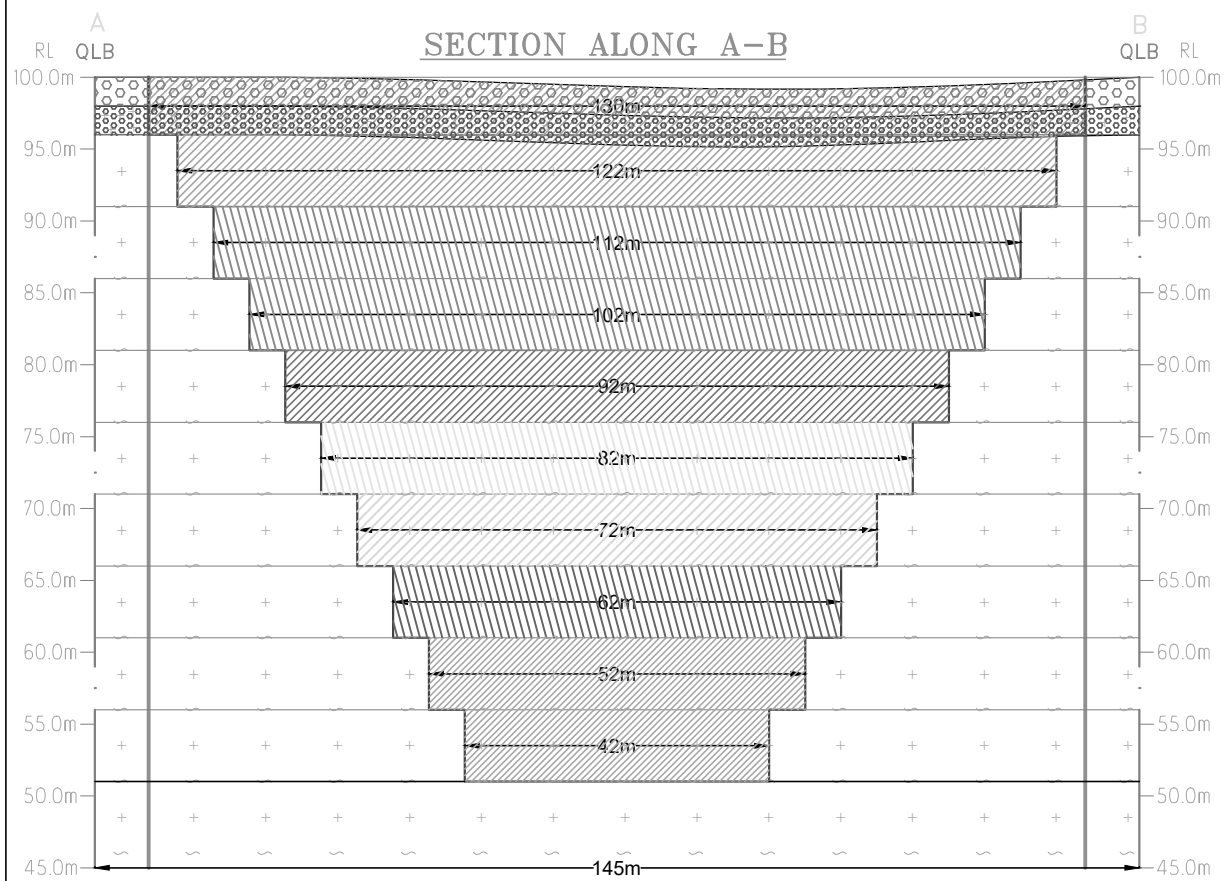 A
B
SECTION ALONG A-B
RL QLB
QLB RL
100.0m
100.0m
130m
95.0m
95.0m
122m
90.0m
90.0m
112m
85.0m
85.0m
102m
80.0m
80.0m
92m
75.0m
75.0m
82m
70.0m
70.0m
72m
65.0m
65.0m
62m
60.0m
60.0m
52m
55.0m
55.0m
42m
50.0m
50.0m
45.0m
45.0m
145m